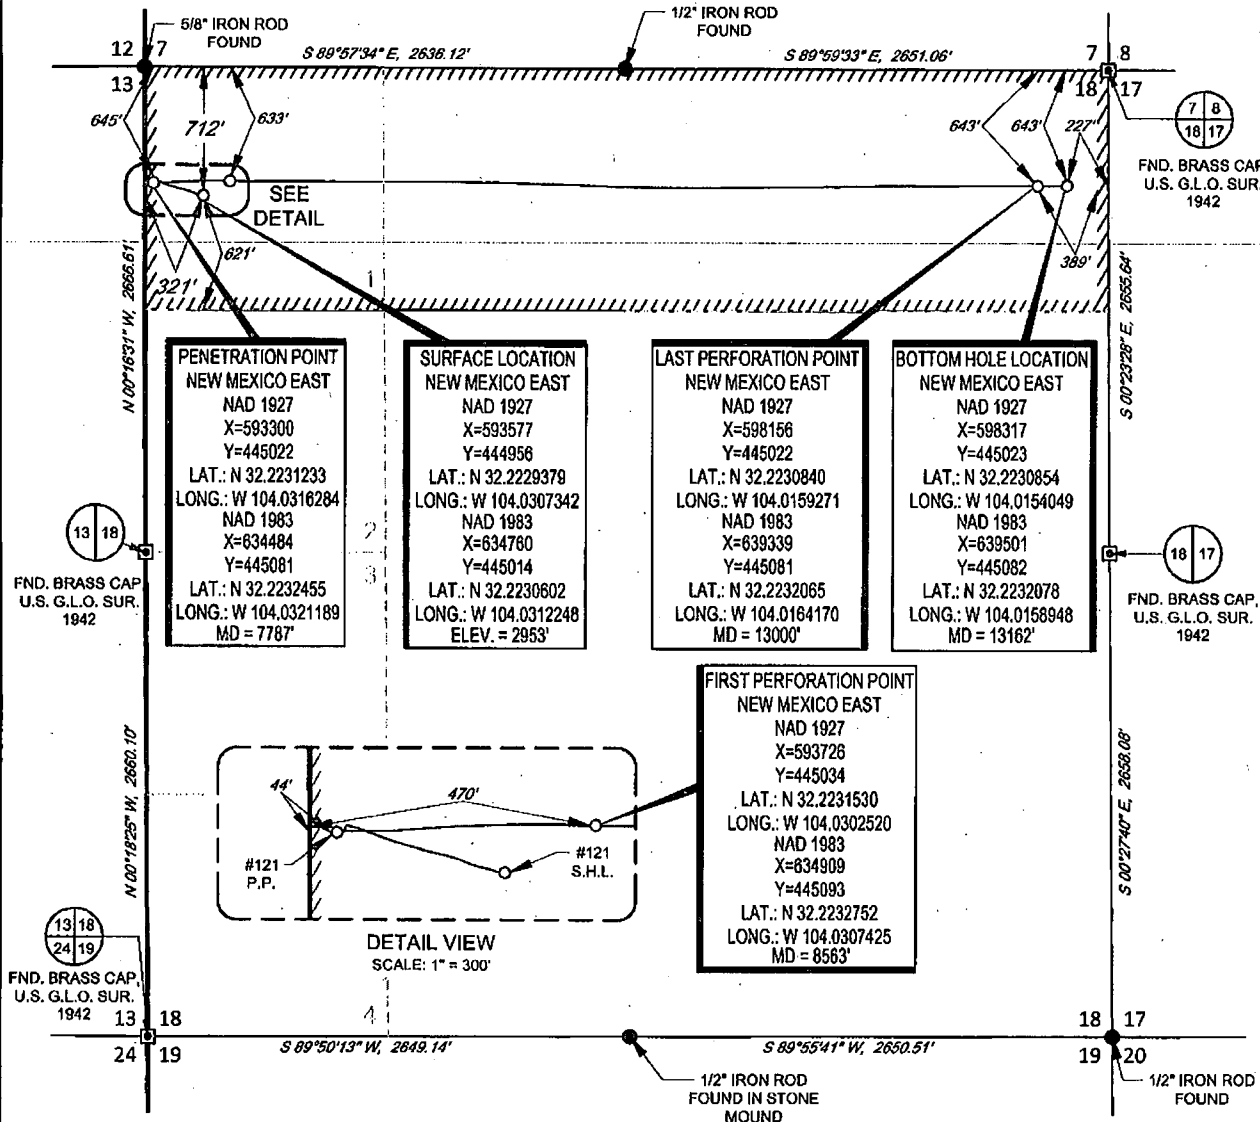 5/8" IRON ROD
FOUND
1/2" IRON ROD
FOUND
12 7
13
S 89°57'34" E, 2636.12'
S 89°59'33" E, 2651.06'
7 8
18 17
645'
712'
633'
643'
643'
227'
7 8
18 17
FND. BRASS CAP
U.S. G.L.O. SUR.
1942
SEE
DETAIL
621'
321'
389'
1
N 00°16'31" W, 2666.61'
S 00°23'28" E, 2655.64'
PENETRATION POINT
NEW MEXICO EAST
NAD 1927
X=593300
Y=445022
LAT.: N 32.2231233
LONG.: W 104.0316284
NAD 1983
X=634484
Y=445081
LAT.: N 32.2232455
LONG.: W 104.0321189
MD = 7787'
SURFACE LOCATION
NEW MEXICO EAST
NAD 1927
X=593577
Y=444956
LAT.: N 32.2229379
LONG.: W 104.0307342
NAD 1983
X=634760
Y=445014
LAT.: N 32.2230602
LONG.: W 104.0312248
ELEV. = 2953'
LAST PERFORATION POINT
NEW MEXICO EAST
NAD 1927
X=598156
Y=445022
LAT.: N 32.2230840
LONG.: W 104.0159271
NAD 1983
X=639339
Y=445081
LAT.: N 32.2232065
LONG.: W 104.0164170
MD = 13000'
BOTTOM HOLE LOCATION
NEW MEXICO EAST
NAD 1927
X=598317
Y=445023
LAT.: N 32.2230854
LONG.: W 104.0154049
NAD 1983
X=639501
Y=445082
LAT.: N 32.2232078
LONG.: W 104.0158948
MD = 13162'
13 18
FND. BRASS CAP
U.S. G.L.O. SUR.
1942
2
3
18 17
FND. BRASS CAP,
U.S. G.L.O. SUR.
1942
FIRST PERFORATION POINT
NEW MEXICO EAST
NAD 1927
X=593726
Y=445034
LAT.: N 32.2231530
LONG.: W 104.0302520
NAD 1983
X=634909
Y=445093
LAT.: N 32.2232752
LONG.: W 104.0307425
MD = 8563'
N 00°18'25" W, 2660.10'
S 00°27'40" E, 2658.08'
44'
470'
#121
P.P.
#121
S.H.L.
DETAIL VIEW
SCALE: 1" = 300'
13 18
24 19
FND. BRASS CAP,
U.S. G.L.O. SUR.
1942
4
13 18
24 19
S 89°50'13" W, 2649.14'
S 89°55'41" W, 2650.51'
18 17
19 20
1/2" IRON ROD
FOUND IN STONE
MOUND
1/2" IRON ROD
FOUND